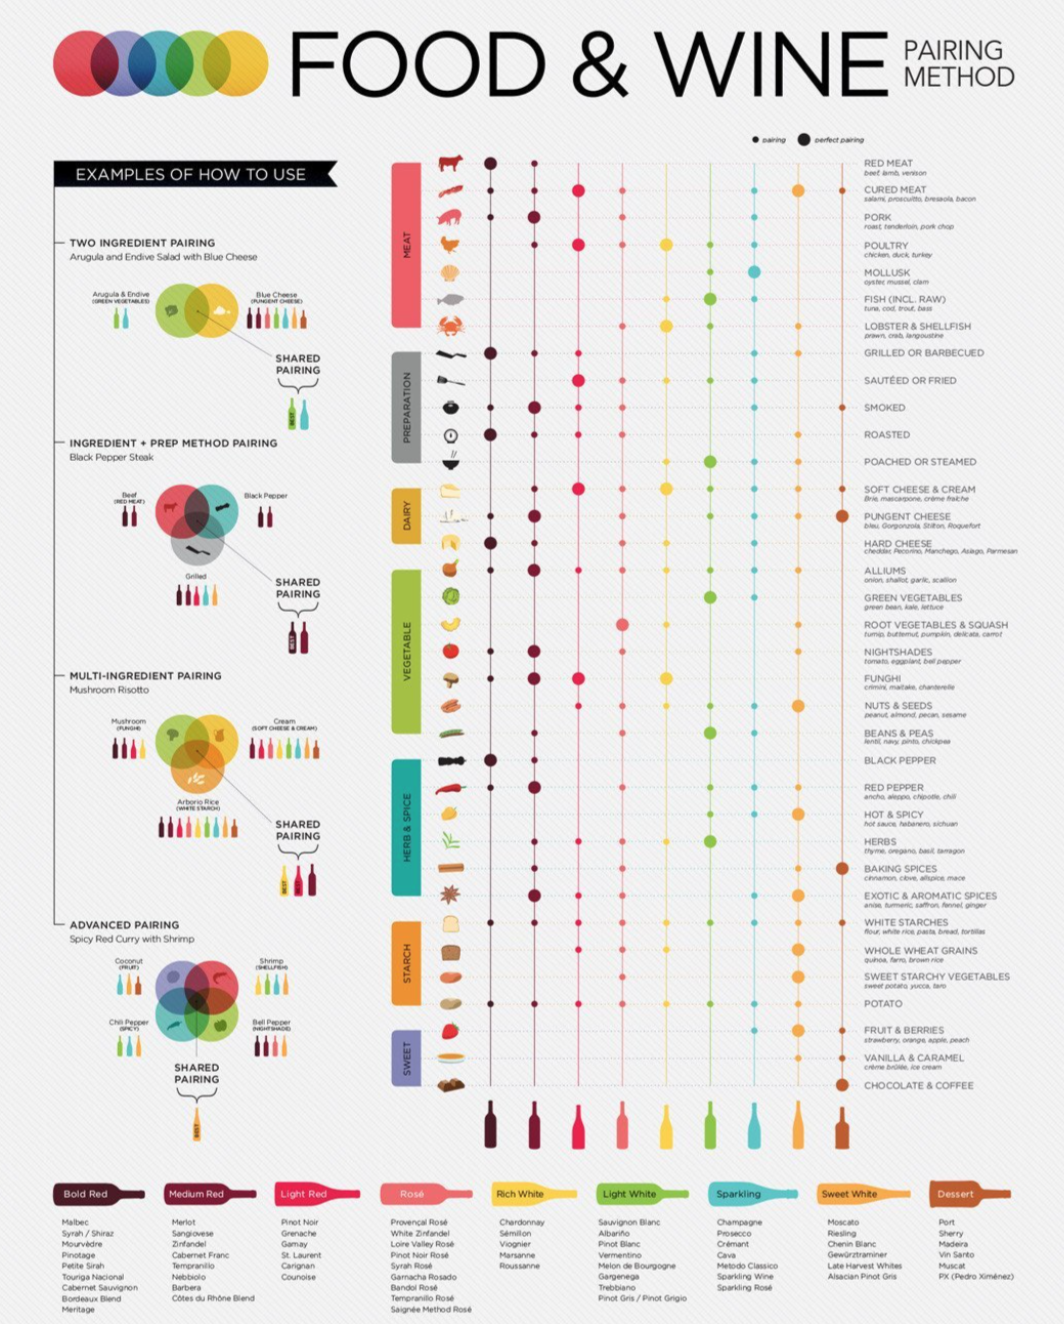 FOOD & WINE
PAIRING
METHOD
pairing
perfect pairing
EXAMPLES OF HOW TO USE
TWO INGREDIENT PAIRING
Arugula and Endive Salad with Blue Cheese
Arugula & Endive
(GREEN VEGETABLES)
Blue Cheese
(PUNGENT CHEESE)
SHARED
PAIRING
BEST
INGREDIENT + PREP METHOD PAIRING
Black Pepper Steak
Beef
(RED MEAT)
Black Pepper
Grilled
SHARED
PAIRING
BEST
MULTI-INGREDIENT PAIRING
Mushroom Risotto
Mushroom
(FUNGHI)
Cream
(SOFT CHEESE & CREAM)
Arborio Rice
(WHITE STARCH)
SHARED
PAIRING
BEST
BEST
ADVANCED PAIRING
Spicy Red Curry with Shrimp
Coconut
(FRUIT)
Shrimp
(SHELLFISH)
Chili Pepper
(SPICY)
Bell Pepper
(NIGHTSHADE)
SHARED
PAIRING
BEST
MEAT
RED MEAT
beef, lamb, venison
CURED MEAT
salami, proscuitto, bresaola, bacon
PORK
roast, tenderloin, pork chop
POULTRY
chicken, duck, turkey
MOLLUSK
oyster, mussel, clam
FISH (INCL. RAW)
tuna, cod, trout, bass
LOBSTER & SHELLFISH
prawn, crab, langoustine
PREPARATION
GRILLED OR BARBECUED
SAUTÉED OR FRIED
SMOKED
ROASTED
POACHED OR STEAMED
DAIRY
SOFT CHEESE & CREAM
Brie, mascarpone, crème fraîche
PUNGENT CHEESE
bleu, Gorgonzola, Stilton, Roquefort
HARD CHEESE
cheddar, Pecorino, Manchego, Asiago, Parmesan
VEGETABLE
ALLIUMS
onion, shallot, garlic, scallion
GREEN VEGETABLES
green bean, kale, lettuce
ROOT VEGETABLES & SQUASH
turnip, butternut, pumpkin, delicata, carrot
NIGHTSHADES
tomato, eggplant, bell pepper
FUNGHI
crimini, maitake, chanterelle
NUTS & SEEDS
peanut, almond, pecan, sesame
BEANS & PEAS
lentil, navy, pinto, chickpea
HERB & SPICE
BLACK PEPPER
RED PEPPER
ancho, aleppo, chipotle, chili
HOT & SPICY
hot sauce, habanero, sichuan
HERBS
thyme, oregano, basil, tarragon
BAKING SPICES
cinnamon, clove, allspice, mace
EXOTIC & AROMATIC SPICES
anise, turmeric, saffron, fennel, ginger
STARCH
WHITE STARCHES
flour, white rice, pasta, bread, tortillas
WHOLE WHEAT GRAINS
quinoa, farro, brown rice
SWEET STARCHY VEGETABLES
sweet potato, yucca, taro
POTATO
SWEET
FRUIT & BERRIES
strawberry, orange, apple, peach
VANILLA & CARAMEL
crème brûlée, ice cream
CHOCOLATE & COFFEE
Bold Red
Malbec
Syrah / Shiraz
Mourvèdre
Pinotage
Petite Sirah
Touriga Nacional
Cabernet Sauvignon
Bordeaux Blend
Meritage
Medium Red
Merlot
Sangiovese
Zinfandel
Cabernet Franc
Tempranillo
Nebbiolo
Barbera
Côtes du Rhône Blend
Light Red
Pinot Noir
Grenache
Gamay
St. Laurent
Carignan
Counoise
Rosé
Provençal Rosé
White Zinfandel
Loire Valley Rosé
Pinot Noir Rosé
Syrah Rosé
Garnacha Rosado
Bandol Rosé
Tempranillo Rosé
Saignée Method Rosé
Rich White
Chardonnay
Sémillon
Viognier
Marsanne
Roussanne
Light White
Sauvignon Blanc
Albariño
Pinot Blanc
Vermentino
Melon de Bourgogne
Gargenega
Trebbiano
Pinot Gris / Pinot Grigio
Sparkling
Champagne
Prosecco
Crémant
Cava
Metodo Classico
Sparkling Wine
Sparkling Rosé
Sweet White
Moscato
Riesling
Chenin Blanc
Gewürztraminer
Late Harvest Whites
Alsacian Pinot Gris
Dessert
Port
Sherry
Madeira
Vin Santo
Muscat
PX (Pedro Ximénez)